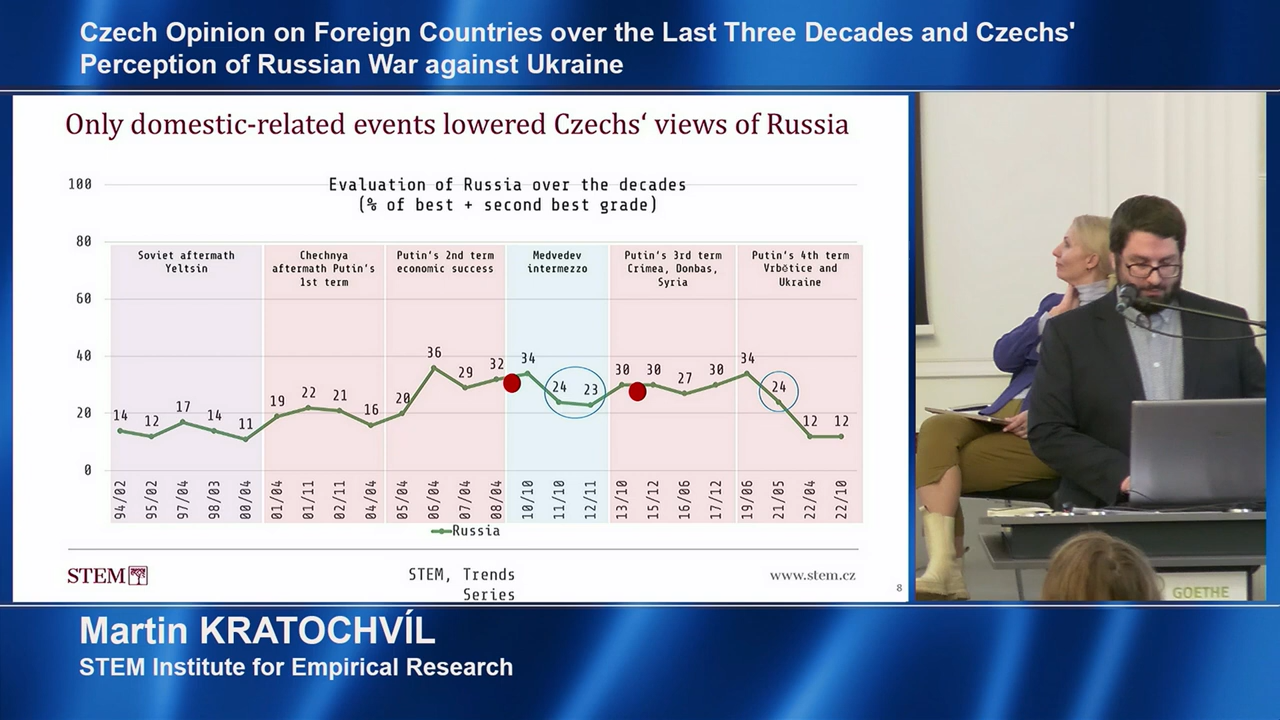 Czech Opinion on Foreign Countries over the Last Three Decades and Czechs'
Perception of Russian War against Ukraine
Only domestic-related events lowered Czechs‘ views of Russia
Evaluation of Russia over the decades
(% of best + second best grade)
100
80
60
40
20
0
Soviet aftermath
Yeltsin
Chechnya
aftermath Putin‘s
1st term
Putin‘s 2nd term
economic success
Medvedev
intermezzo
Putin‘s 3rd term
Crimea, Donbas,
Syria
Putin‘s 4th term
Vrbětice and
Ukraine
14 12 17 14 11 19 22 21 16 20 36 29 32 34 24 23 30 30 27 30 34 24 12 12
94/02 95/02 97/04 98/03 00/04 01/04 01/11 02/11 04/04 05/04 06/04 07/04 08/04 10/10 11/10 12/11 13/10 15/12 16/06 17/12 19/06 21/05 22/04 22/10
Russia
STEM
STEM, Trends
Series
www.stem.cz
8
GOETHE
Martin KRATOCHVÍL
STEM Institute for Empirical Research